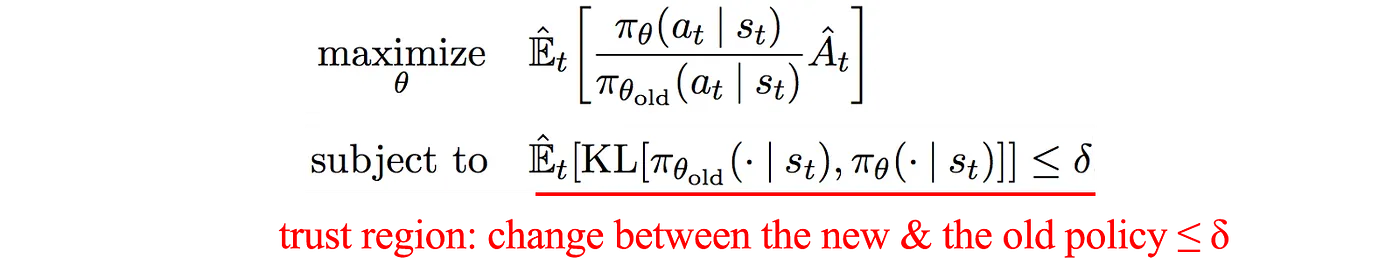 maximize θ Ê_t [ π_θ(a_t | s_t) / π_θ_old(a_t | s_t) Â_t ]
subject to Ê_t[KL[π_θ_old(· | s_t), π_θ(· | s_t)]] ≤ δ
trust region: change between the new & the old policy ≤ δ